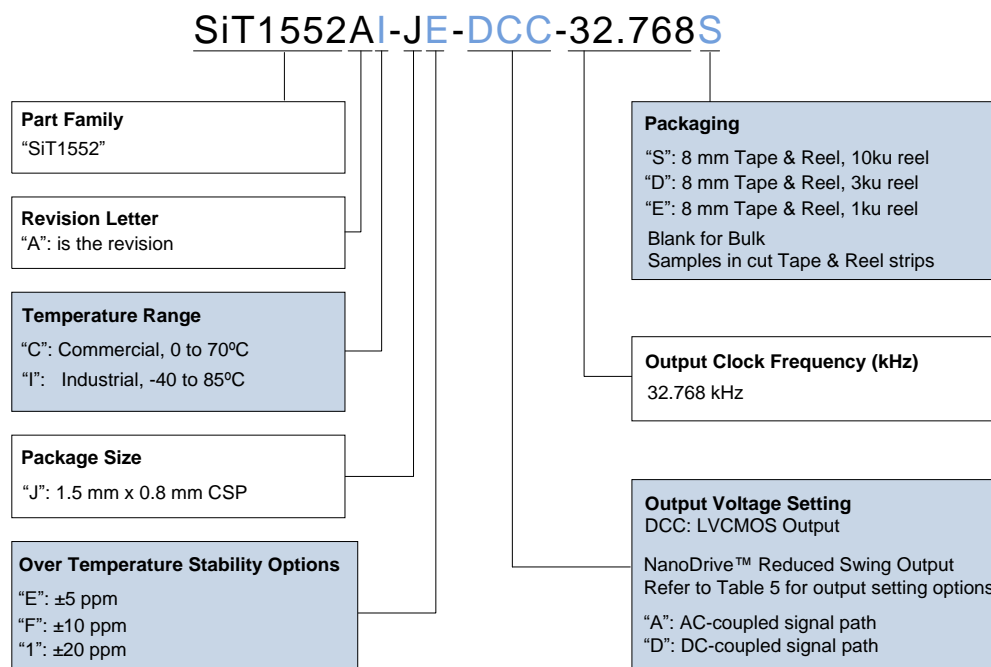 SiT1552AI-JE-DCC-32.768S
Part Family
“SiT1552”
Revision Letter
“A”: is the revision
Temperature Range
“C”: Commercial, 0 to 70ºC
“I”: Industrial, -40 to 85ºC
Package Size
“J”: 1.5 mm x 0.8 mm CSP
Over Temperature Stability Options
“E”: ±5 ppm
“F”: ±10 ppm
“1”: ±20 ppm
Packaging
“S”: 8 mm Tape & Reel, 10ku reel
“D”: 8 mm Tape & Reel, 3ku reel
“E”: 8 mm Tape & Reel, 1ku reel
Blank for Bulk
Samples in cut Tape & Reel strips
Output Clock Frequency (kHz)
32.768 kHz
Output Voltage Setting
DCC: LVCMOS Output
NanoDrive™ Reduced Swing Output
Refer to Table 5 for output setting options
“A”: AC-coupled signal path
“D”: DC-coupled signal path